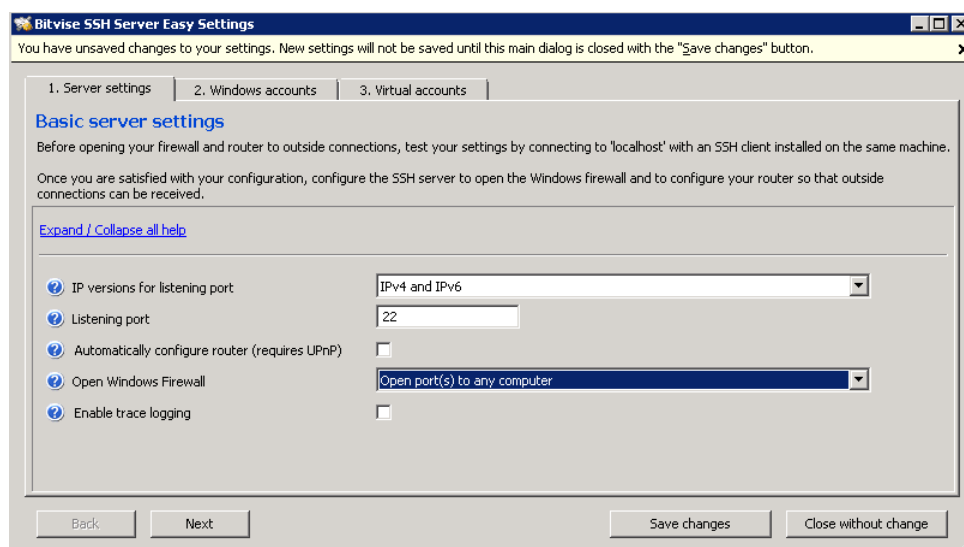 Bitvise SSH Server Easy Settings
You have unsaved changes to your settings. New settings will not be saved until this main dialog is closed with the "Save changes" button.
1. Server settings
2. Windows accounts
3. Virtual accounts
Basic server settings
Before opening your firewall and router to outside connections, test your settings by connecting to 'localhost' with an SSH client installed on the same machine.
Once you are satisfied with your configuration, configure the SSH server to open the Windows firewall and to configure your router so that outside
connections can be received.
Expand / Collapse all help
IP versions for listening port
IPv4 and IPv6
Listening port
22
Automatically configure router (requires UPnP)
Open Windows Firewall
Open port(s) to any computer
Enable trace logging
Back
Next
Save changes
Close without change